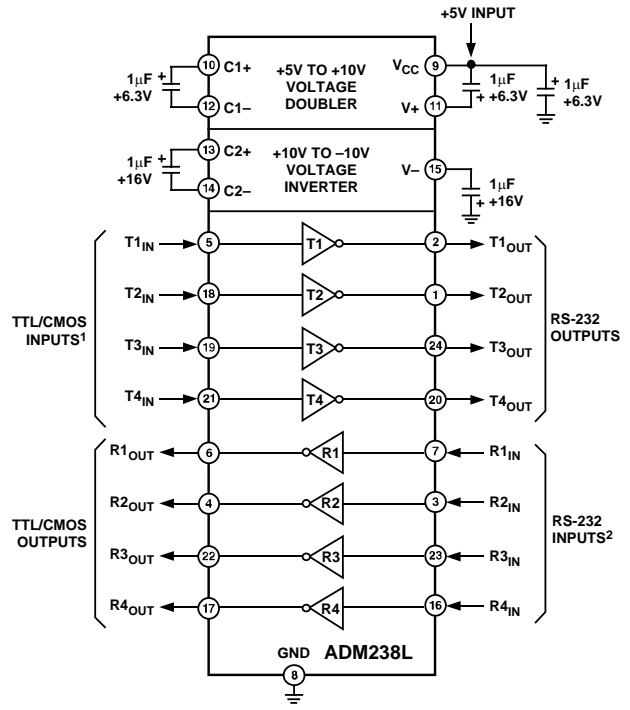 +5V INPUT
10 C1+ +5V TO +10V VOLTAGE DOUBLER VCC 9
1μF +6.3V
12 C1– V+ 11
1μF +6.3V
1μF +6.3V
13 C2+ +10V TO –10V VOLTAGE INVERTER V– 15
1μF +16V
14 C2–
1μF +16V
T1IN 5 T1 2 T1OUT
T2IN 18 T2 1 T2OUT
TTL/CMOS INPUTS1
RS-232 OUTPUTS
T3IN 19 T3 24 T3OUT
T4IN 21 T4 20 T4OUT
R1OUT 6 R1 7 R1IN
R2OUT 4 R2 3 R2IN
TTL/CMOS OUTPUTS
RS-232 INPUTS2
R3OUT 22 R3 23 R3IN
R4OUT 17 R4 16 R4IN
GND ADM238L
8